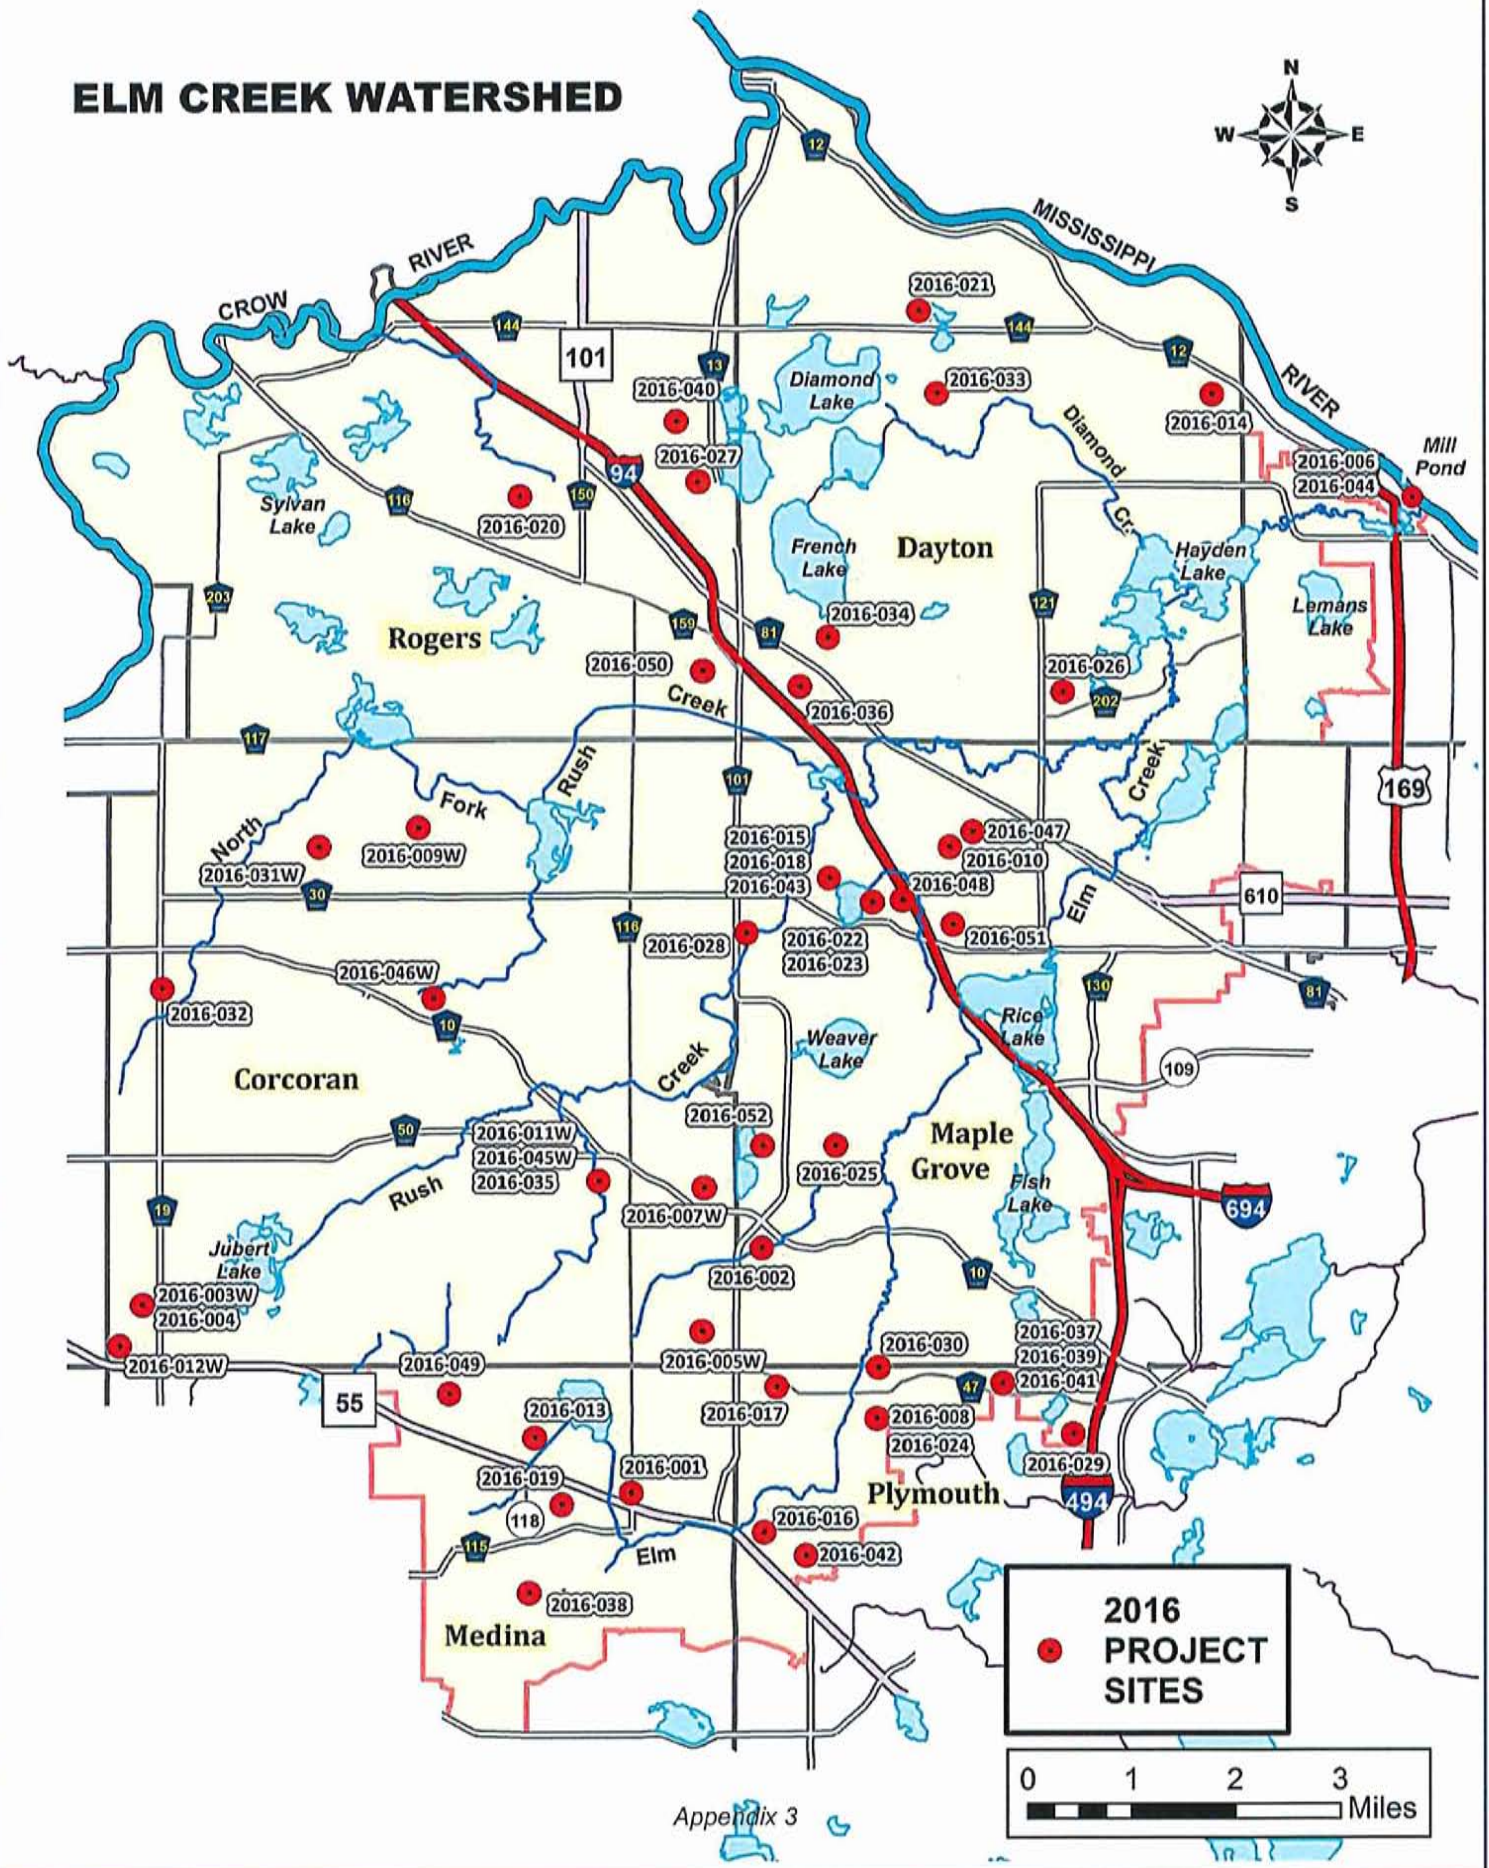 ELM CREEK WATERSHED
N
W E
S
12
MISSISSIPPI
RIVER
CROW
2016-021
144
144
101
13
12
2016-040
Diamond
Lake
2016-033
RIVER
2016-014
Diamond
Mill
Pond
2016-027
2016-006
2016-044
94
116
150
Sylvan
Lake
2016-020
Cr.
French
Lake
Dayton
Hayden
Lake
203
121
Lemans
Lake
2016-034
159
81
Rogers
2016-050
2016-026
202
Creek
2016-036
117
Rush
101
Creek
169
Fork
North
2016-015
2016-018
2016-043
2016-047
2016-010
2016-009W
2016-031W
30
2016-048
610
Elm
116
2016-028
2016-022
2016-023
2016-051
2016-046W
130
81
2016-032
10
Rice
Lake
Weaver
Lake
Creek
109
Corcoran
2016-052
50
2016-011W
2016-045W
2016-035
Maple
Grove
2016-025
Rush
Fish
Lake
694
19
2016-007W
Jubert
Lake
10
2016-002
2016-003W
2016-004
2016-012W
2016-049
2016-005W
2016-030
2016-037
2016-039
2016-041
47
55
2016-013
2016-017
2016-008
2016-024
2016-029
2016-019
2016-001
Plymouth
494
118
2016-016
115
Elm
2016-042
2016-038
Medina
2016
PROJECT
SITES
0 1 2 3
Miles
Appendix 3